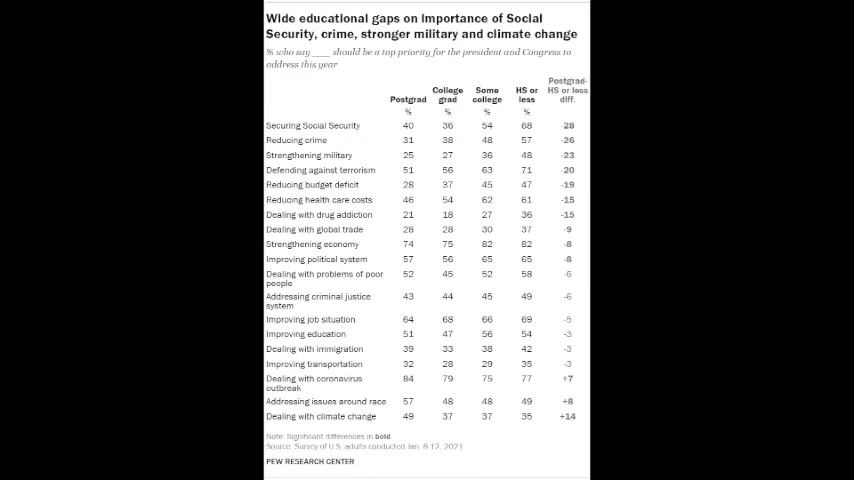 Wide educational gaps on importance of Social
Security, crime, stronger military and climate change
% who say ___ should be a top priority for the president and Congress to
address this year
Postgrad College grad Some college HS or less Postgrad-HS or less diff.
% % % %
Securing Social Security 40 36 54 68 -28
Reducing crime 31 38 48 57 -26
Strengthening military 25 27 36 48 -23
Defending against terrorism 51 56 63 71 -20
Reducing budget deficit 28 37 45 47 -19
Reducing health care costs 46 54 62 61 -15
Dealing with drug addiction 21 18 27 36 -15
Dealing with global trade 28 28 30 37 -9
Strengthening economy 74 75 82 82 -8
Improving political system 57 56 65 65 -8
Dealing with problems of poor 52 45 52 58 -6
people
Addressing criminal justice 43 44 45 49 -6
system
Improving job situation 64 68 66 69 -5
Improving education 51 47 56 54 -3
Dealing with immigration 39 33 38 42 -3
Improving transportation 32 28 29 35 -3
Dealing with coronavirus 84 79 75 77 +7
outbreak
Addressing issues around race 57 48 48 49 +8
Dealing with climate change 49 37 37 35 +14
Note: Significant differences in bold.
Source: Survey of U.S. adults conducted Jan. 8-12, 2021.
PEW RESEARCH CENTER